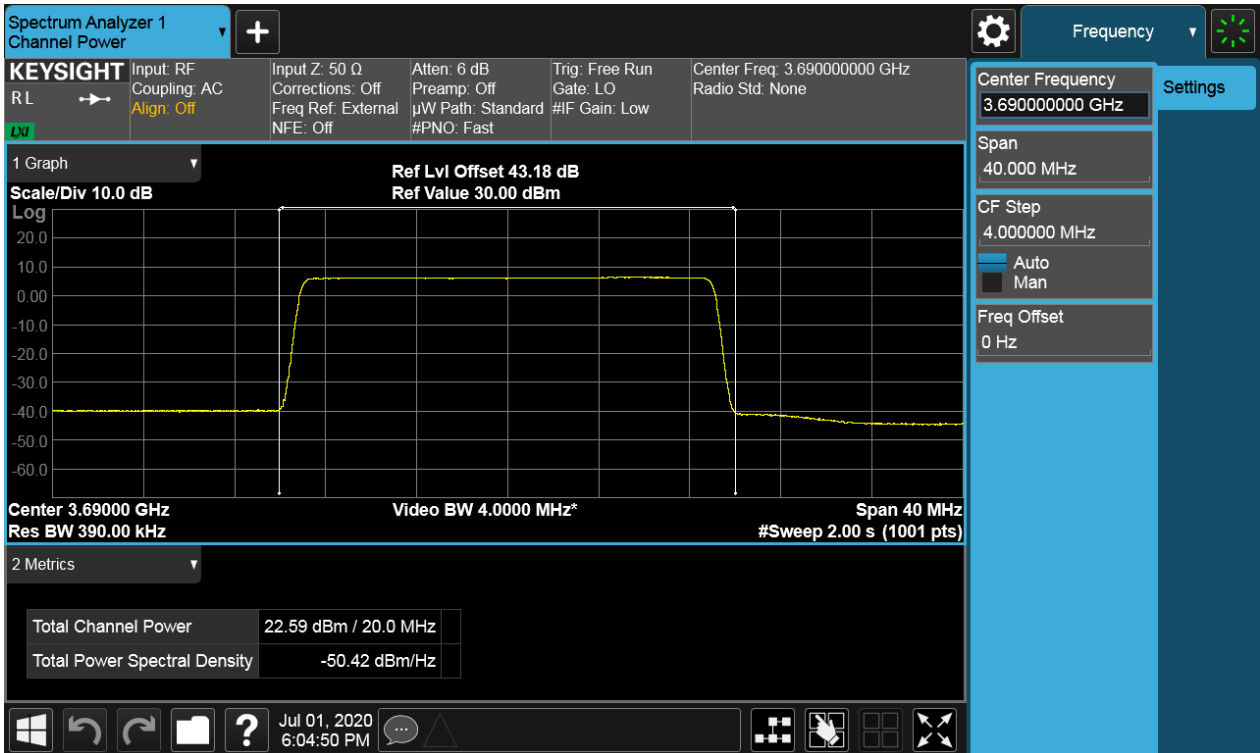 Spectrum Analyzer 1
Channel Power
+
Frequency
KEYSIGHT
RL
LXI
Input: RF
Coupling: AC
Align: Off
Input Z: 50 Ω
Corrections: Off
Freq Ref: External
NFE: Off
Atten: 6 dB
Preamp: Off
µW Path: Standard
#PNO: Fast
Trig: Free Run
Gate: LO
#IF Gain: Low
Center Freq: 3.690000000 GHz
Radio Std: None
Center Frequency
3.690000000 GHz
Settings
Span
40.000 MHz
CF Step
4.000000 MHz
Auto
Man
Freq Offset
0 Hz
1 Graph
Ref Lvl Offset 43.18 dB
Scale/Div 10.0 dB
Ref Value 30.00 dBm
Log
20.0
10.0
0.00
-10.0
-20.0
-30.0
-40.0
-50.0
-60.0
Center 3.69000 GHz
Video BW 4.0000 MHz*
Span 40 MHz
Res BW 390.00 kHz
#Sweep 2.00 s (1001 pts)
2 Metrics
Total Channel Power 22.59 dBm / 20.0 MHz
Total Power Spectral Density -50.42 dBm/Hz
?
Jul 01, 2020
6:04:50 PM